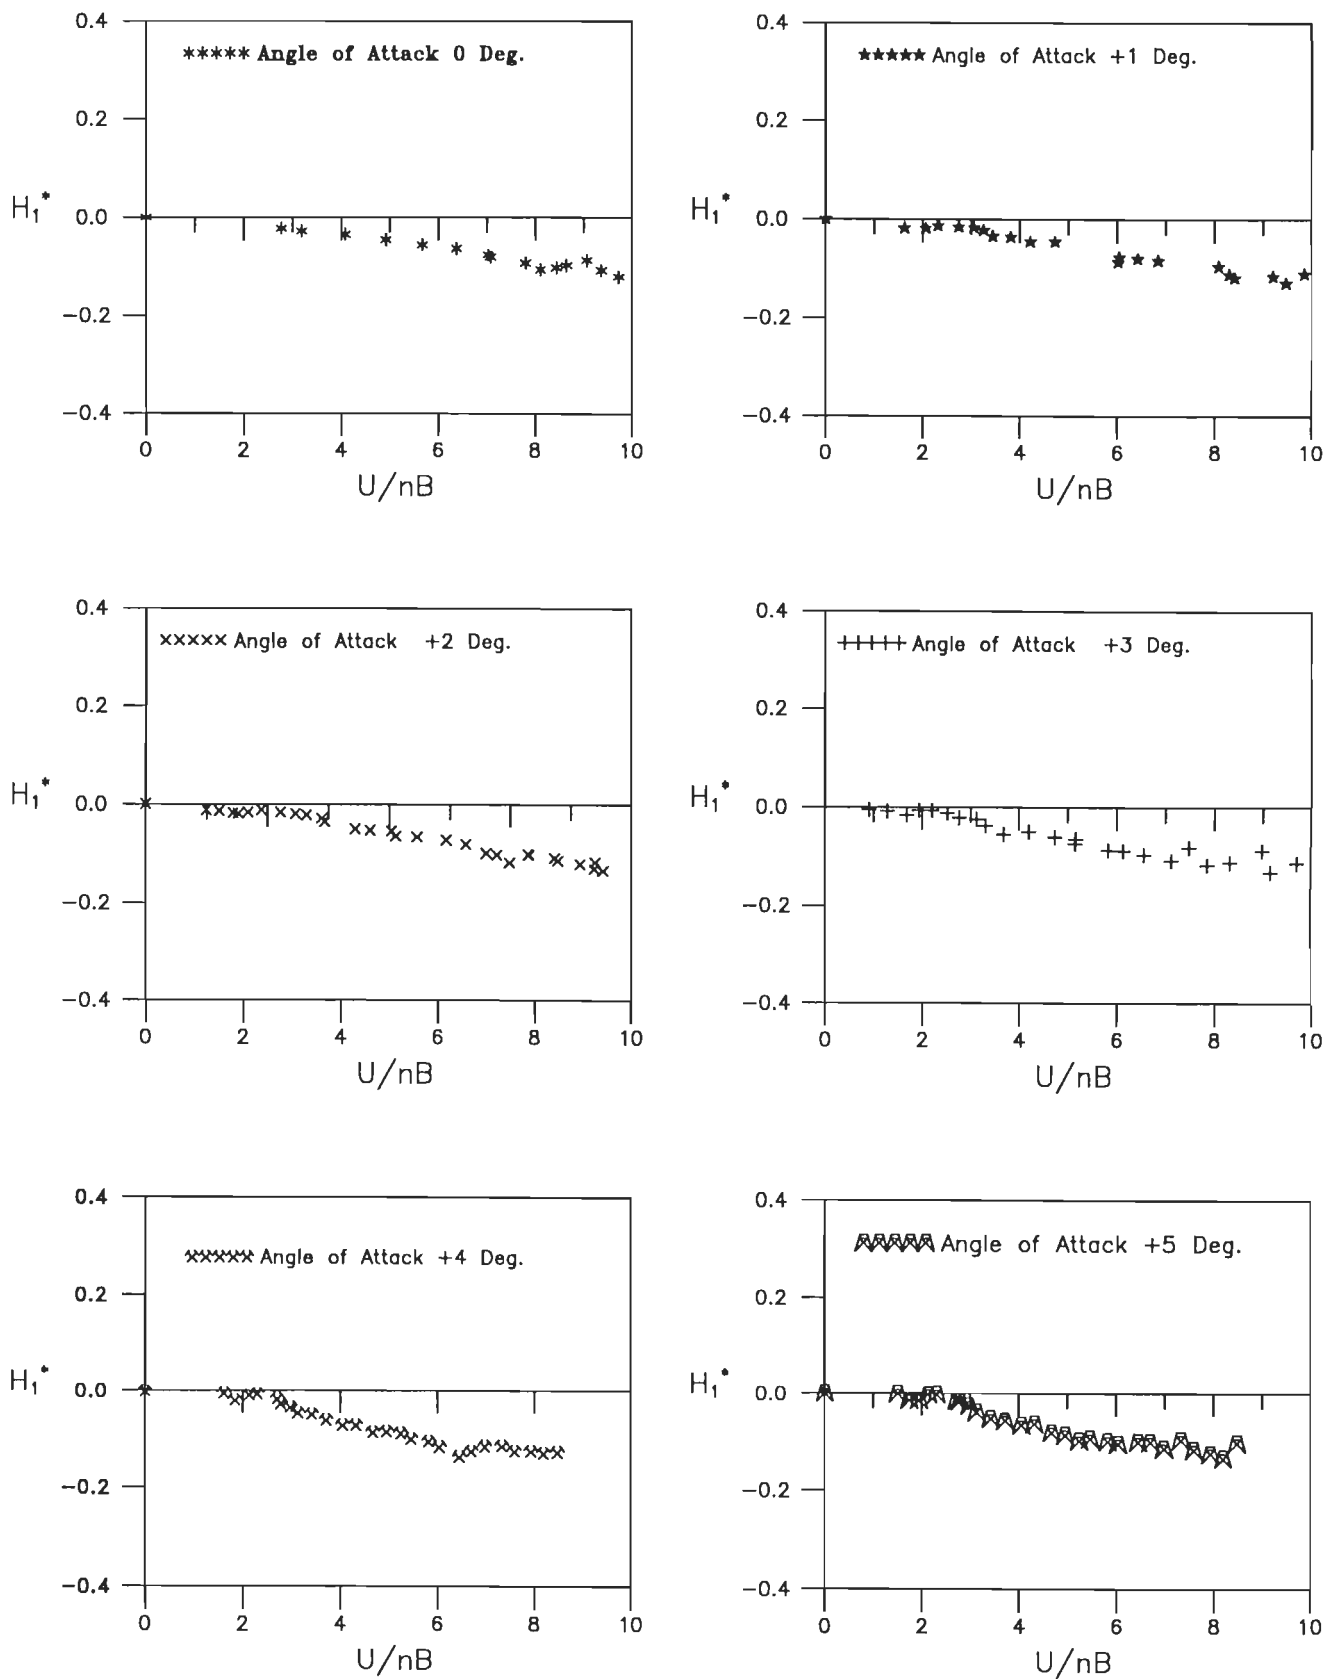 0.4
∗∗∗∗∗ Angle of Attack 0 Deg.
0.2
H₁* 0.0
−0.2
−0.4
0 2 4 6 8 10
U/nB
0.4
★★★★★ Angle of Attack +1 Deg.
0.2
H₁* 0.0
−0.2
−0.4
0 2 4 6 8 10
U/nB
0.4
××××× Angle of Attack +2 Deg.
0.2
H₁* 0.0
−0.2
−0.4
0 2 4 6 8 10
U/nB
0.4
+++++ Angle of Attack +3 Deg.
0.2
H₁* 0.0
−0.2
−0.4
0 2 4 6 8 10
U/nB
0.4
Angle of Attack +4 Deg.
0.2
H₁* 0.0
−0.2
−0.4
0 2 4 6 8 10
U/nB
0.4
Angle of Attack +5 Deg.
0.2
H₁* 0.0
−0.2
−0.4
0 2 4 6 8 10
U/nB